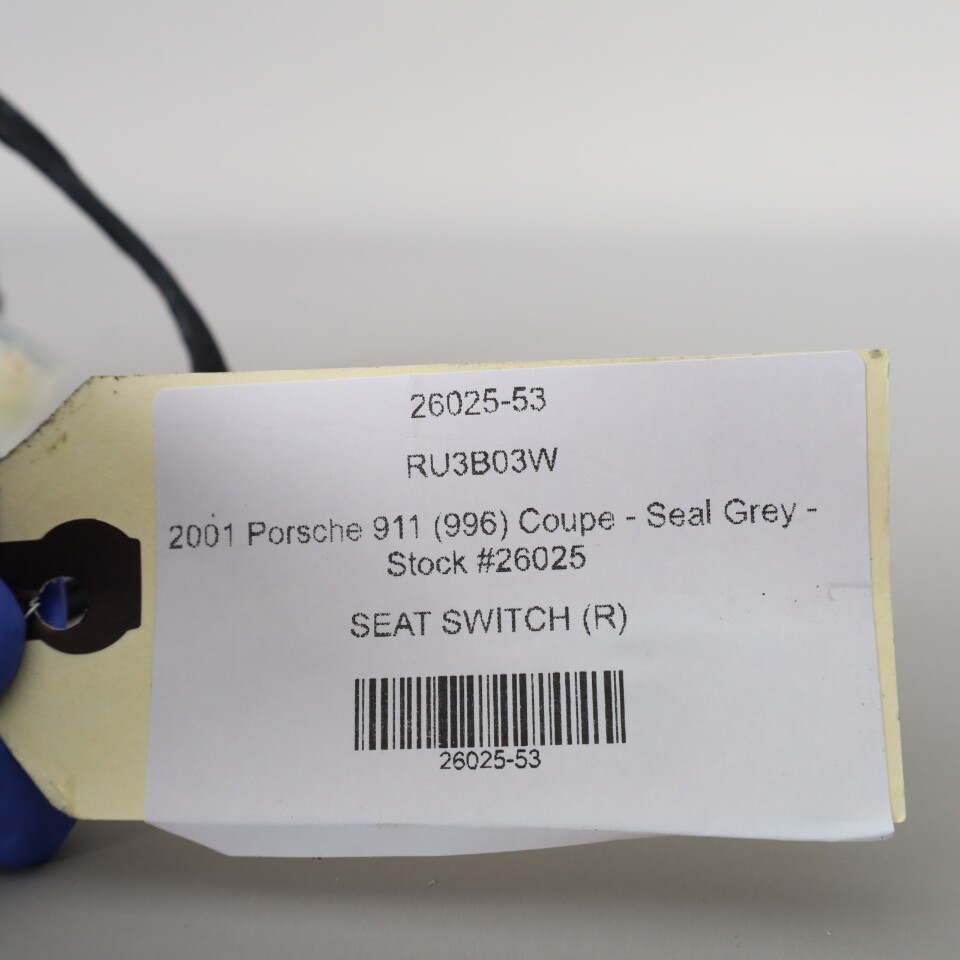 26025-53
RU3B03W
2001 Porsche 911 (996) Coupe - Seal Grey -
Stock #26025
SEAT SWITCH (R)
26025-53